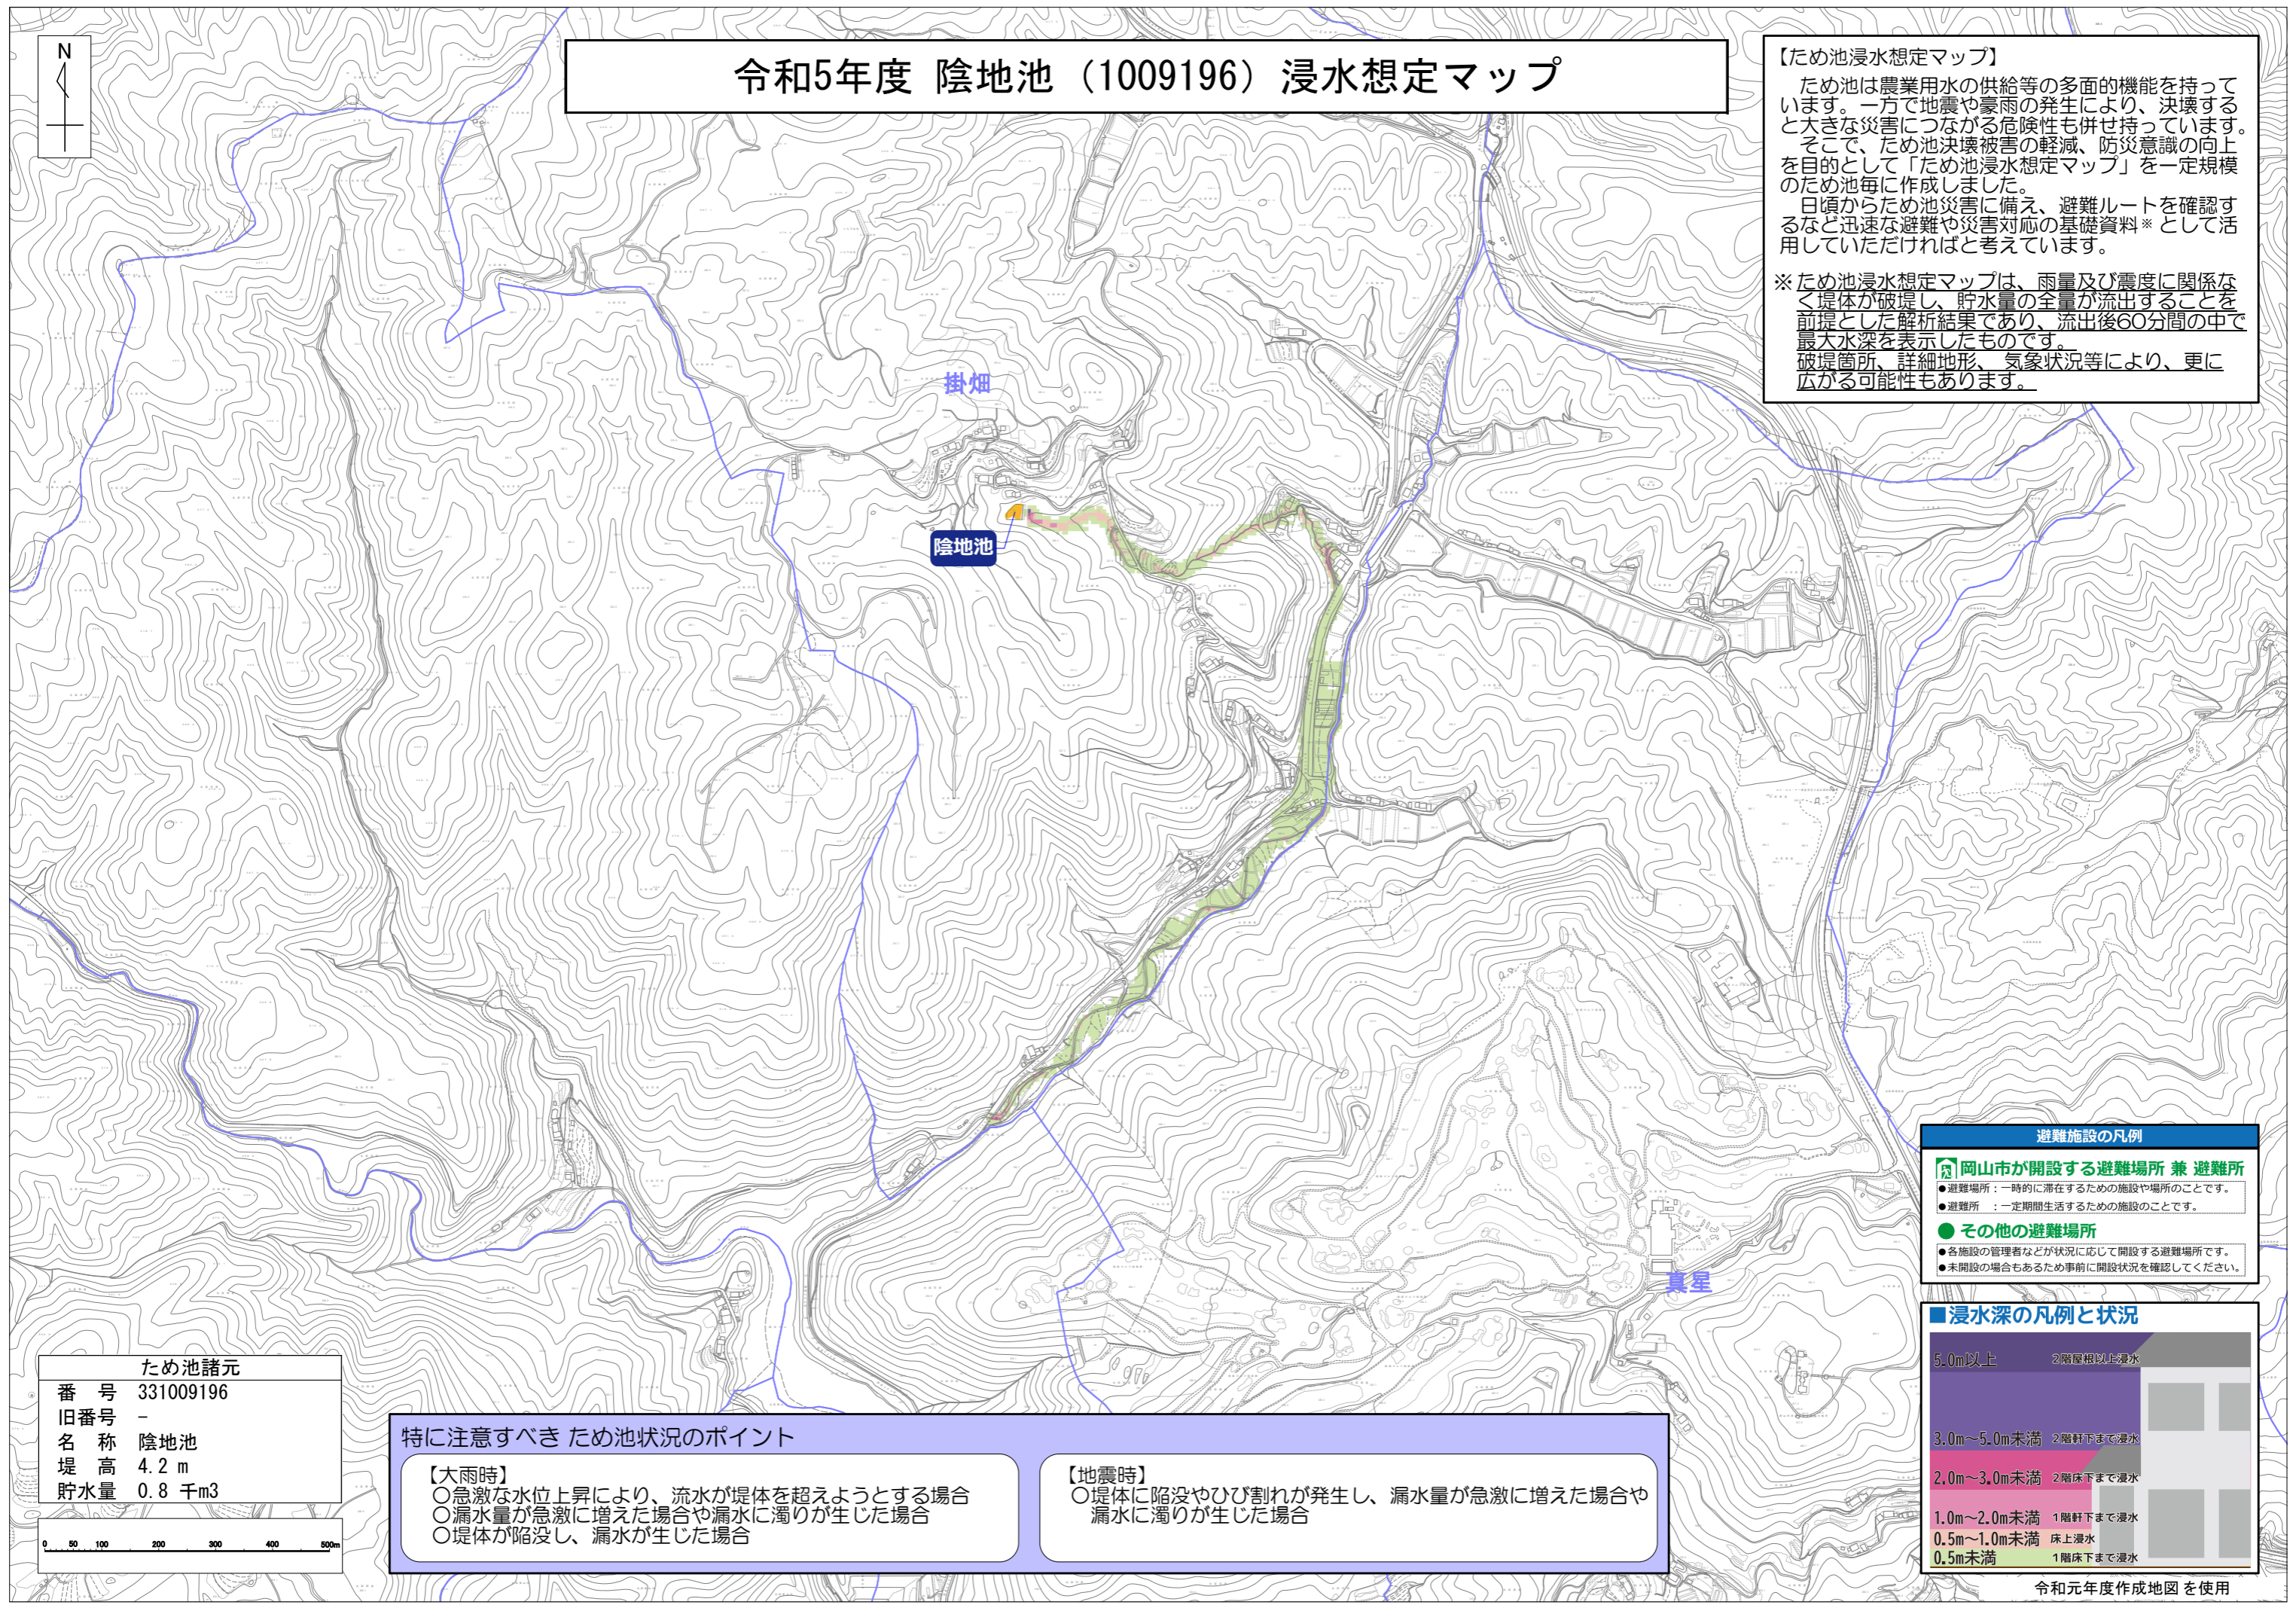 N
令和5年度 陰地池（1009196）浸水想定マップ
【ため池浸水想定マップ】
ため池は農業用水の供給等の多面的機能を持って
います。一方で地震や豪雨の発生により、決壊する
と大きな災害につながる危険性も併せ持っています。
そこで、ため池決壊被害の軽減、防災意識の向上
を目的として「ため池浸水想定マップ」を一定規模
のため池毎に作成しました。
日頃からため池災害に備え、避難ルートを確認す
るなど迅速な避難や災害対応の基礎資料※として活
用していただければと考えています。
※ため池浸水想定マップは、雨量及び震度に関係な
く堤体が破堤し、貯水量の全量が流出することを
前提とした解析結果であり、流出後60分間の中で
最大水深を表示したものです。
破堤箇所、詳細地形、気象状況等により、更に
広がる可能性もあります。
掛畑
陰地池
真星
避難施設の凡例
岡山市が開設する避難場所 兼 避難所
●避難場所：一時的に滞在するための施設や場所のことです。
●避難所　：一定期間生活するための施設のことです。
● その他の避難場所
●各施設の管理者などが状況に応じて開設する避難場所です。
●未開設の場合もあるため事前に開設状況を確認してください。
■浸水深の凡例と状況
5.0m以上 2階屋根以上浸水
3.0m～5.0m未満 2階軒下まで浸水
2.0m～3.0m未満 2階床下まで浸水
1.0m～2.0m未満 1階軒下まで浸水
0.5m～1.0m未満 床上浸水
0.5m未満 1階床下まで浸水
令和元年度作成地図を使用
ため池諸元
番　号 331009196
旧番号 -
名　称 陰地池
堤　高 4.2 m
貯水量 0.8 千m3
0 50 100 200 300 400 500m
特に注意すべき ため池状況のポイント
【大雨時】
○急激な水位上昇により、流水が堤体を超えようとする場合
○漏水量が急激に増えた場合や漏水に濁りが生じた場合
○堤体が陥没し、漏水が生じた場合
【地震時】
○堤体に陥没やひび割れが発生し、漏水量が急激に増えた場合や
漏水に濁りが生じた場合